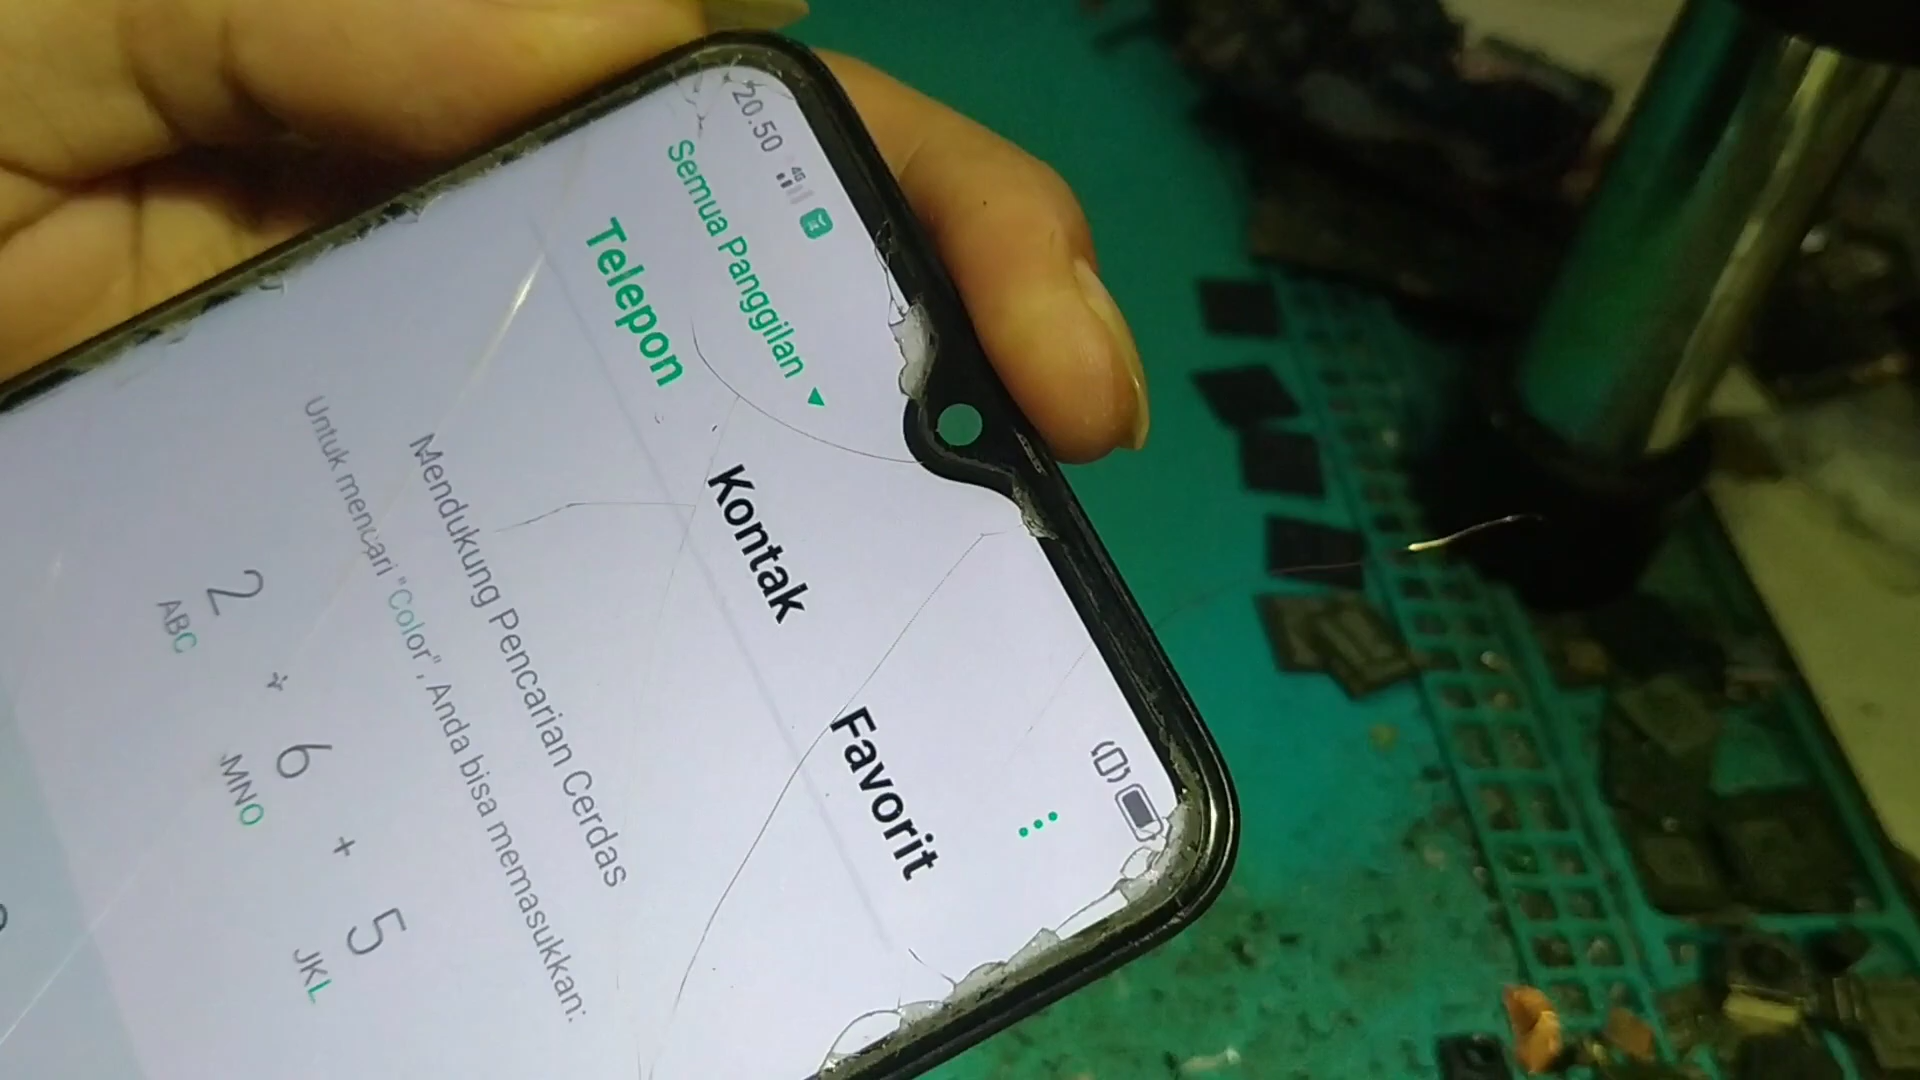 20.50 4G
Semua Panggilan
Telepon Kontak Favorit
Mendukung Pencarian Cerdas
Untuk mencari "Color", Anda bisa memasukkan:
2 + 6 + 5
ABC MNO JKL